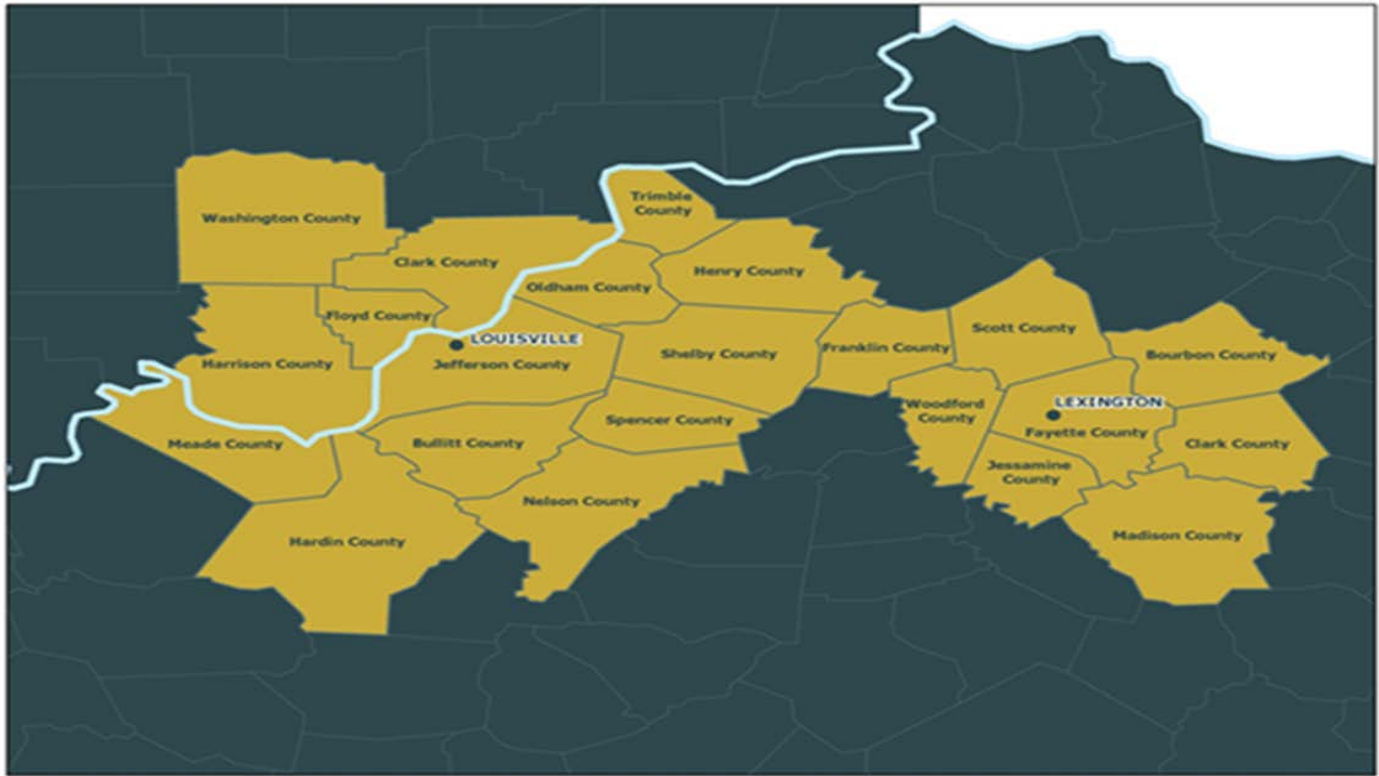 Trimble
County
Washington County
Clark County
Henry County
Oldham County
Floyd County
Scott County
LOUISVILLE
Franklin County
Shelby County
Bourbon County
Harrison County
Jefferson County
LEXINGTON
Woodford
County
Spencer County
Fayette County
Meade County
Bullitt County
Clark County
Jessamine
County
Nelson County
Madison County
Hardin County